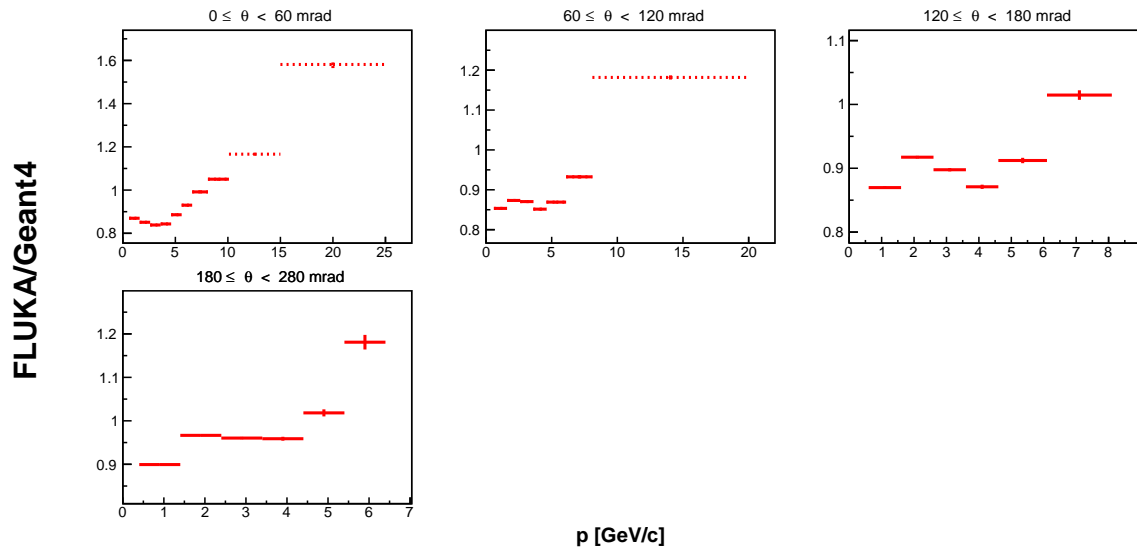 0 ≤ θ < 60 mrad
1.6
1.4
1.2
1
0.8
0 5 10 15 20 25
60 ≤ θ < 120 mrad
1.2
1.1
1
0.9
0.8
0 5 10 15 20
120 ≤ θ < 180 mrad
1.1
1
0.9
0.8
0 1 2 3 4 5 6 7 8
180 ≤ θ < 280 mrad
1.2
1.1
1
0.9
0 1 2 3 4 5 6 7
FLUKA/Geant4
p [GeV/c]